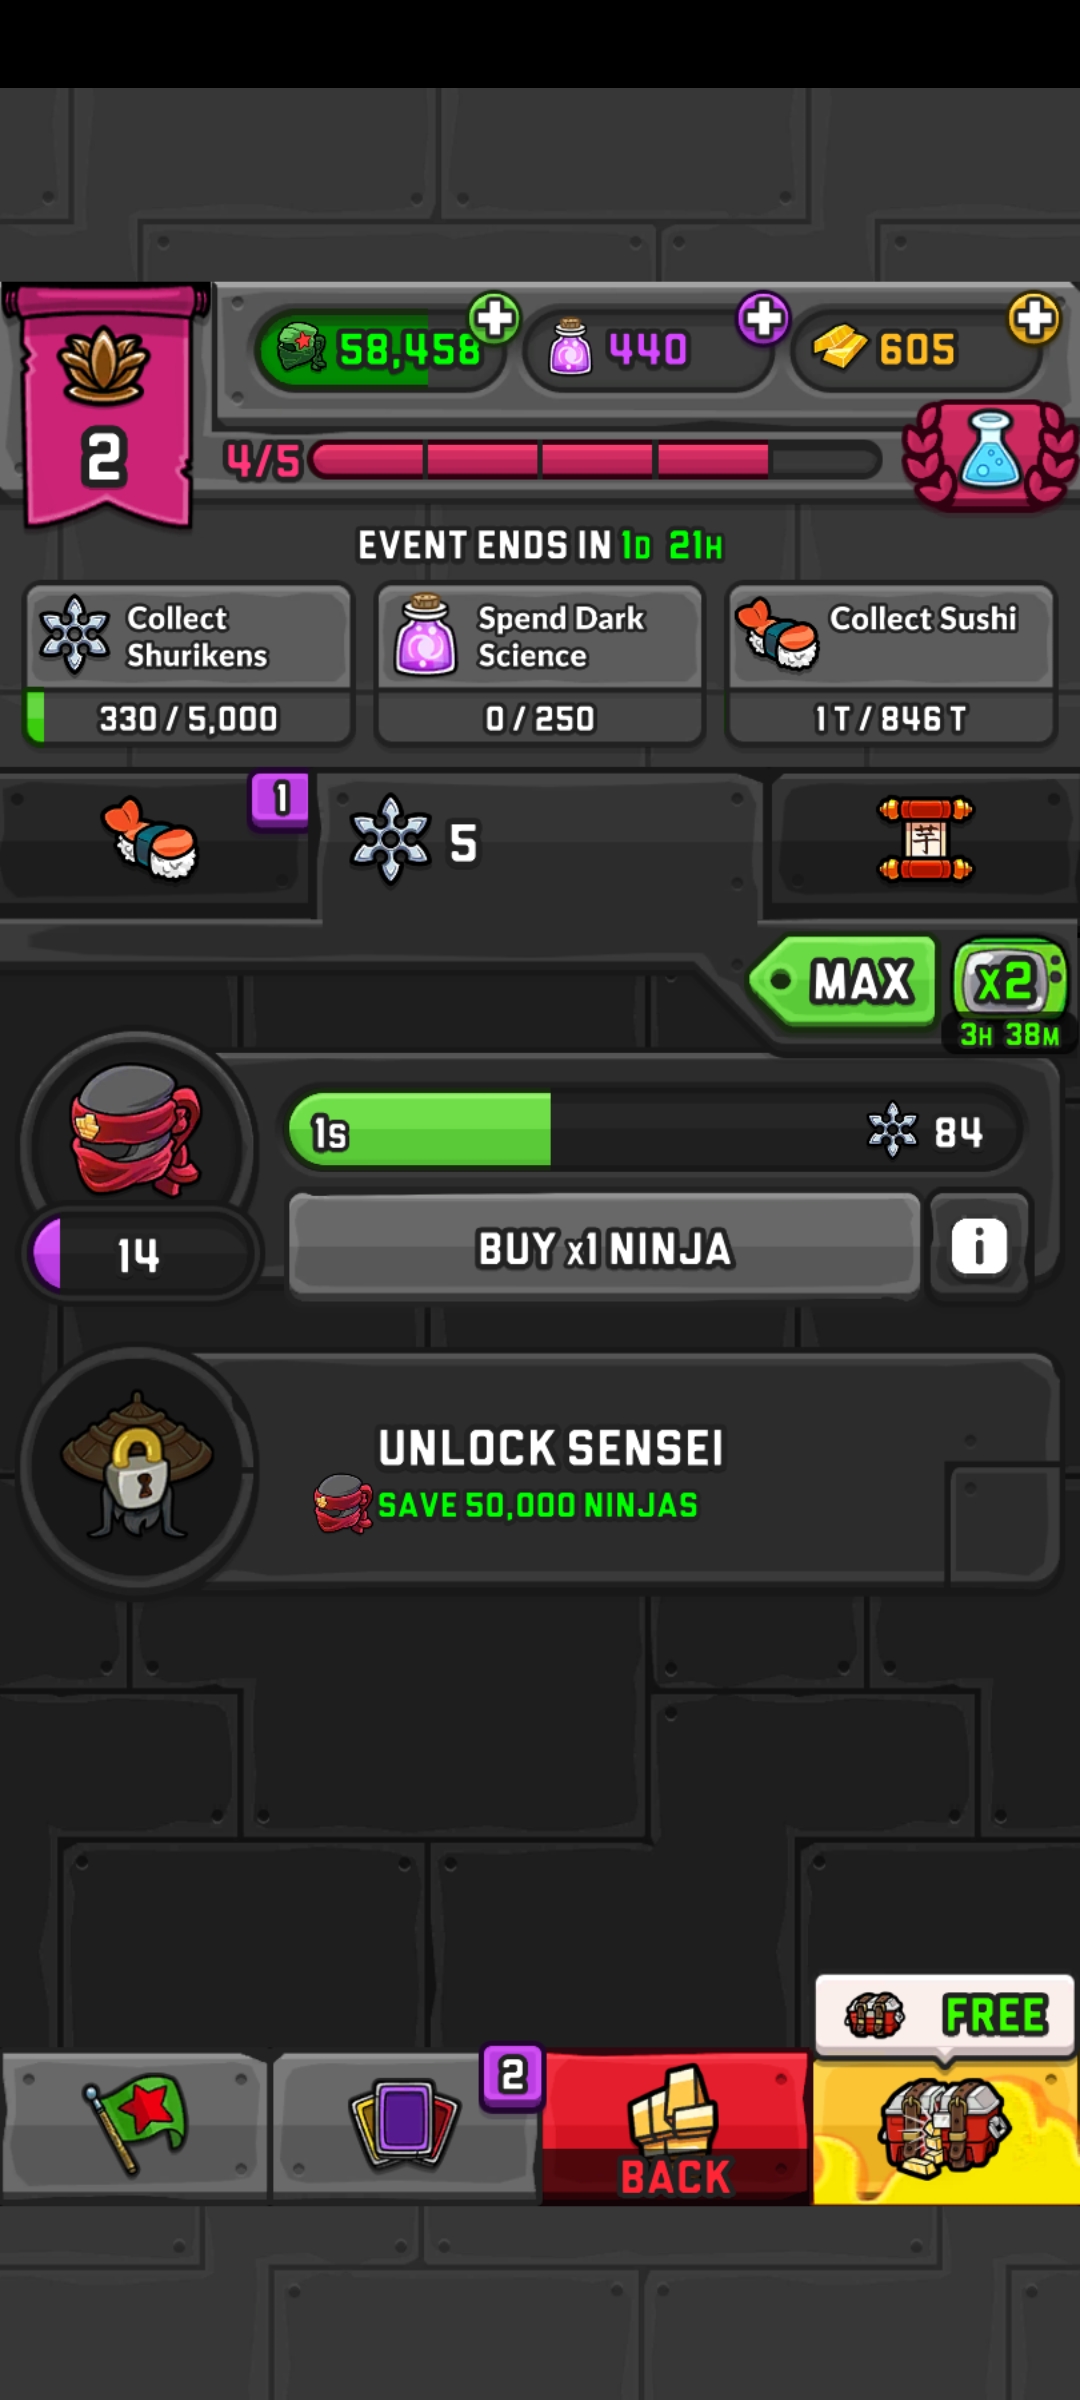 58,458
440
605
2
4/5
EVENT ENDS IN 1D 21H
Collect
Shurikens
330 / 5,000
Spend Dark
Science
0 / 250
Collect Sushi
1 T / 846 T
1
5
芋
MAX
x2
3H 38M
1s
84
14
BUY x1 NINJA
i
UNLOCK SENSEI
SAVE 50,000 NINJAS
FREE
2
BACK